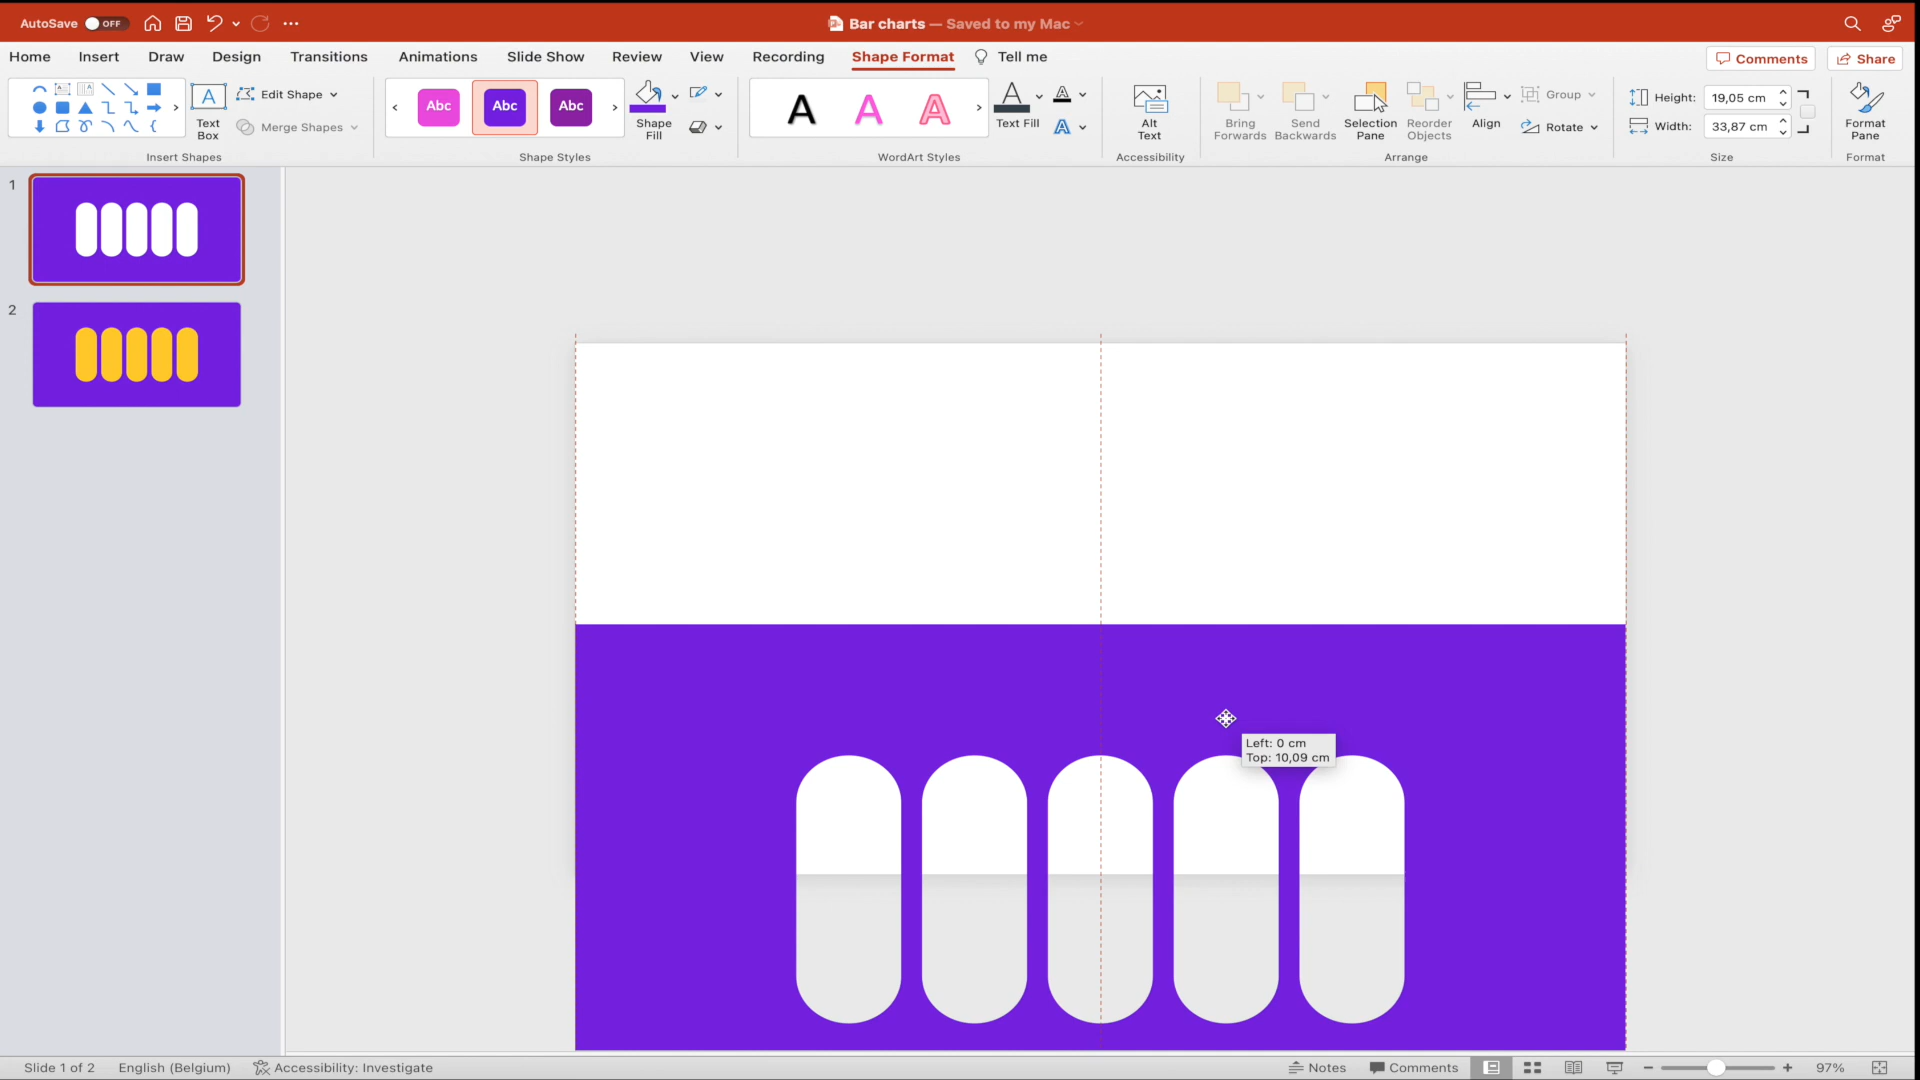 AutoSave OFF
Bar charts — Saved to my Mac
Home Insert Draw Design Transitions Animations Slide Show Review View Recording Shape Format Tell me
Comments Share
A
Text
Box
Edit Shape
Merge Shapes
Insert Shapes
Abc Abc Abc
Shape
Fill
Shape Styles
A A A
WordArt Styles
A
Text Fill
A
A
Alt
Text
Accessibility
Bring
Forwards
Send
Backwards
Selection
Pane
Reorder
Objects
Align
Group
Rotate
Arrange
Height: 19,05 cm
Width: 33,87 cm
Size
Format
Pane
Format
1
2
Left: 0 cm
Top: 10,09 cm
Slide 1 of 2 English (Belgium) Accessibility: Investigate
Notes Comments 97%